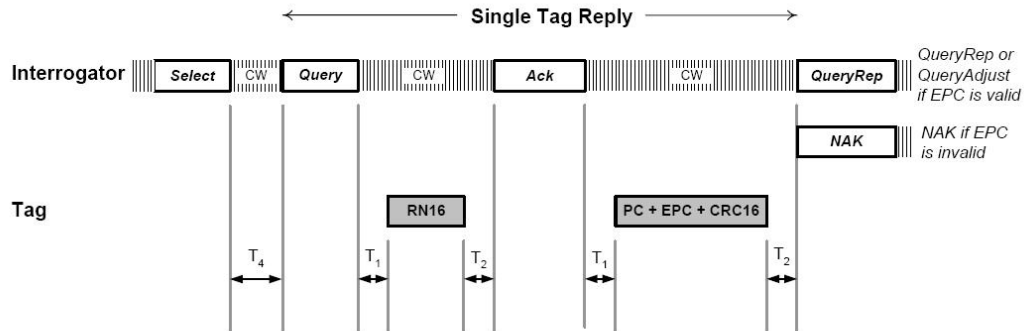 Single Tag Reply
Interrogator
Select
CW
Query
CW
Ack
CW
QueryRep
QueryRep or
QueryAdjust
if EPC is valid
NAK
NAK if EPC
is invalid
Tag
RN16
PC + EPC + CRC16
T4
T1
T2
T1
T2